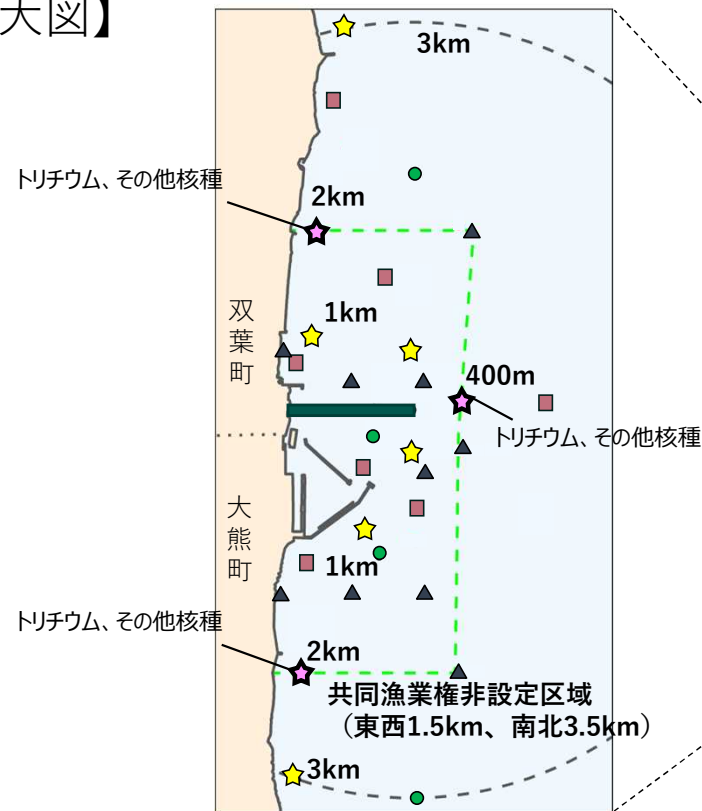 大図】
3km
トリチウム、その他核種
2km
1km
双葉町
400m
トリチウム、その他核種
大熊町
1km
トリチウム、その他核種
2km
共同漁業権非設定区域
（東西1.5km、南北3.5km）
3km